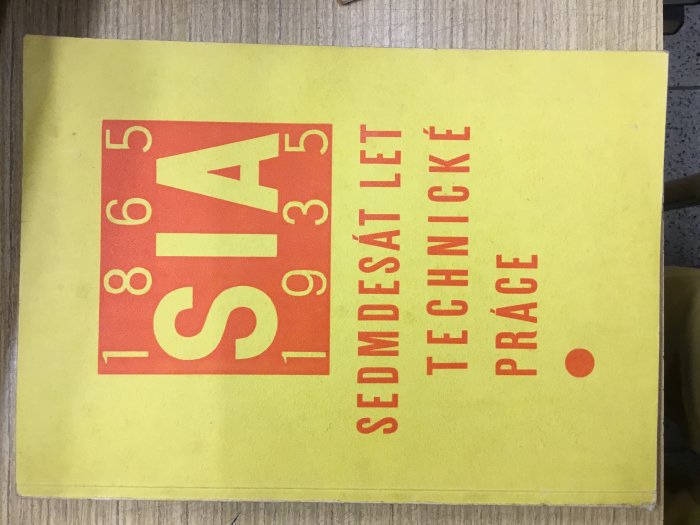 1865
SIA
1935
SEDMDESÁT LET
TECHNICKÉ
PRÁCE